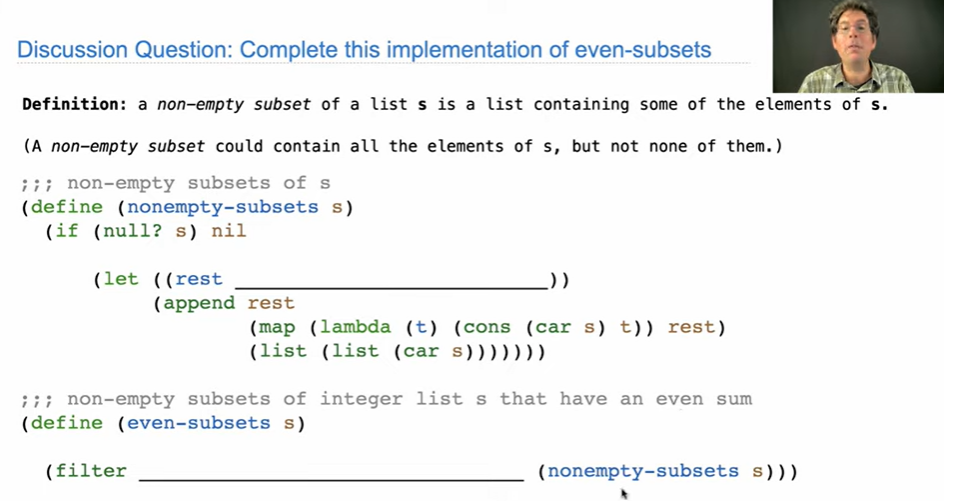 Discussion Question: Complete this implementation of even-subsets
Definition: a non-empty subset of a list s is a list containing some of the elements of s.
(A non-empty subset could contain all the elements of s, but not none of them.)
;;; non-empty subsets of s
(define (nonempty-subsets s)
(if (null? s) nil
(let ((rest __________________________))
(append rest
(map (lambda (t) (cons (car s) t)) rest)
(list (list (car s)))))))
;;; non-empty subsets of integer list s that have an even sum
(define (even-subsets s)
(filter ________________________________ (nonempty-subsets s)))